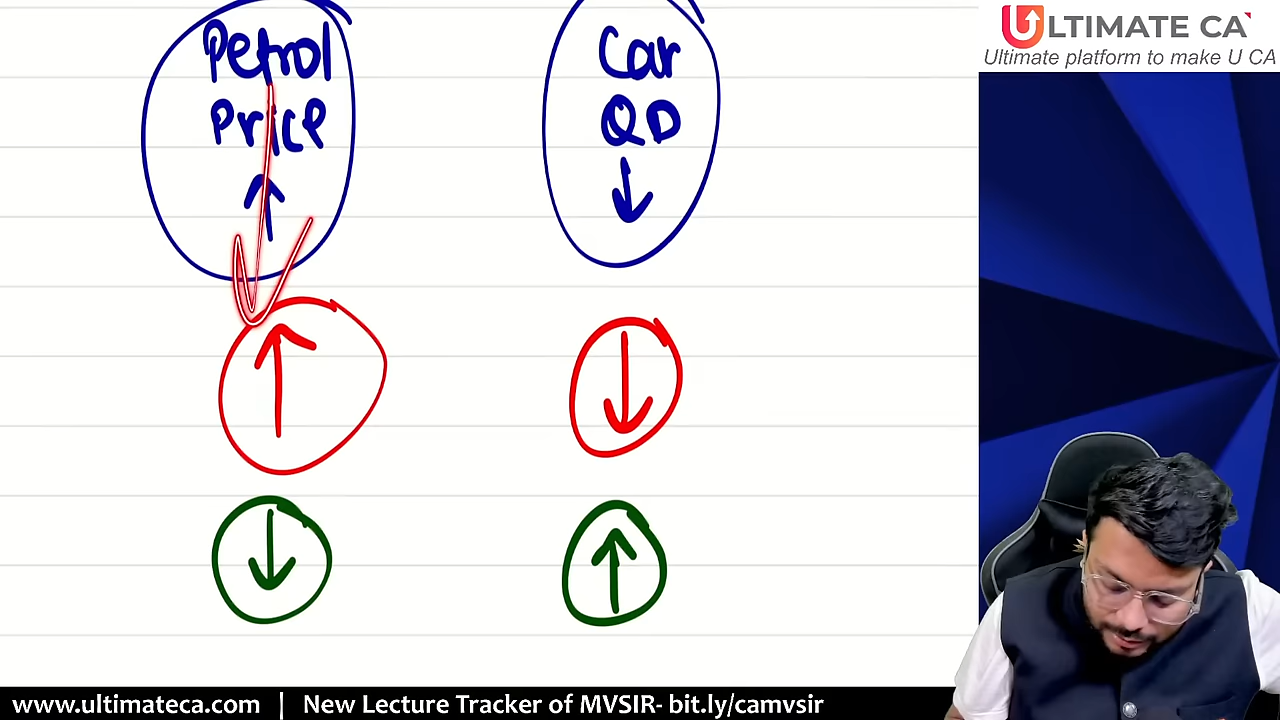 Petrol
Price
Car
QD
ULTIMATE CA
Ultimate platform to make U CA
www.ultimateca.com | New Lecture Tracker of MVSIR- bit.ly/camvsir